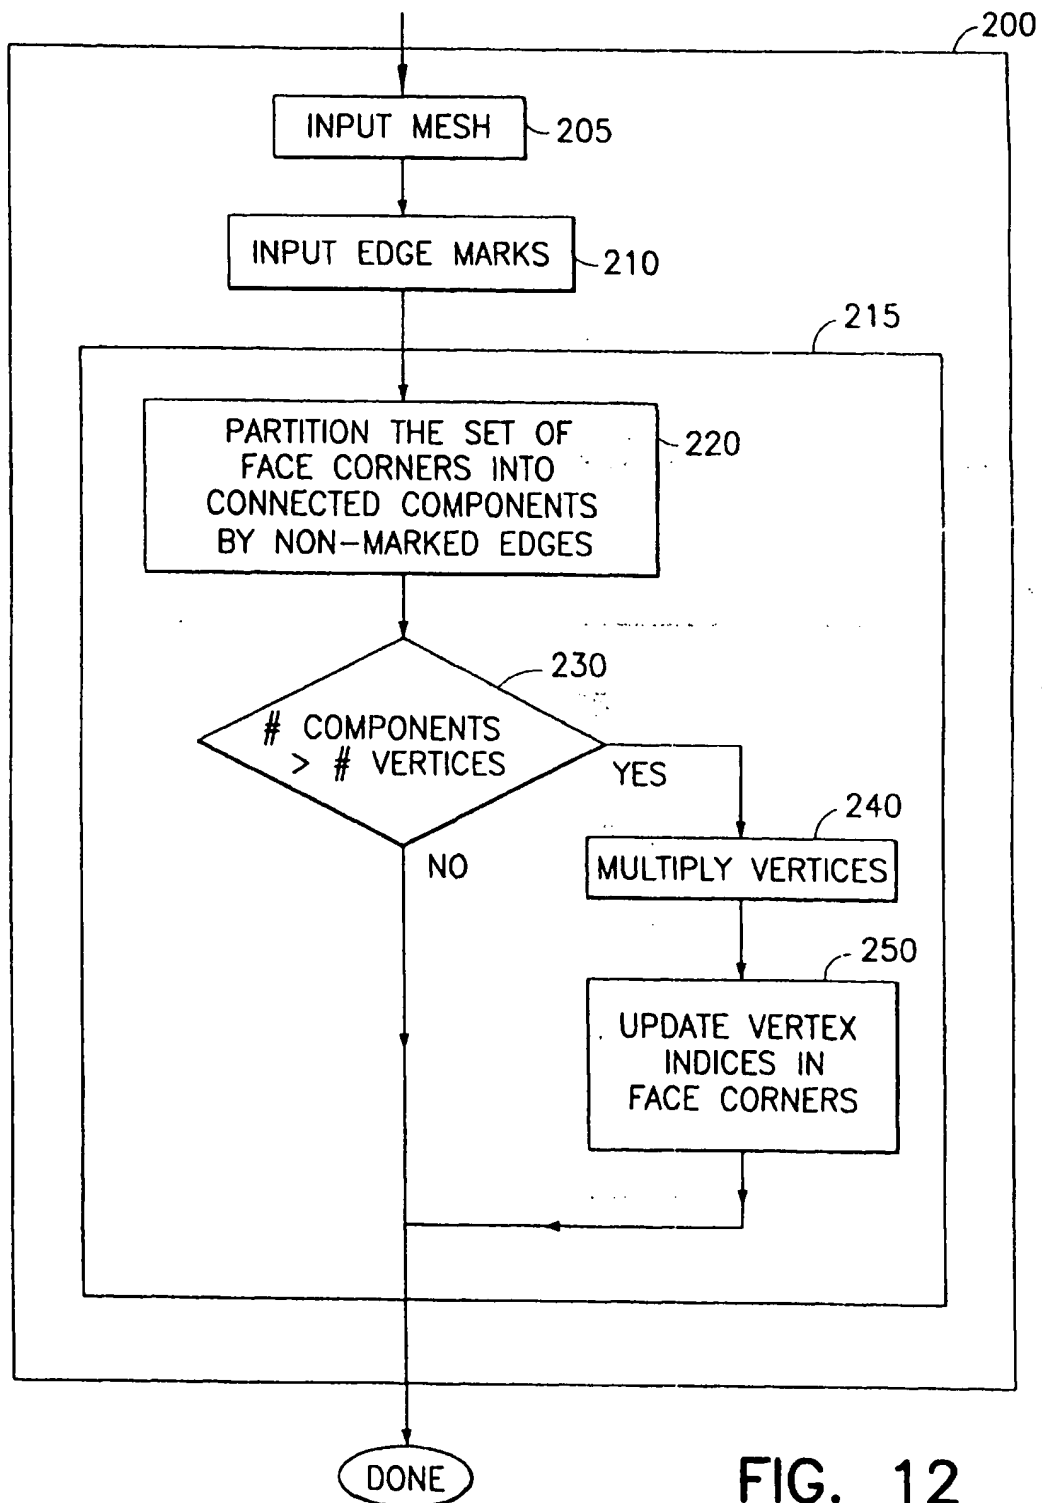 200
INPUT MESH
205
INPUT EDGE MARKS
210
215
PARTITION THE SET OF
FACE CORNERS INTO
CONNECTED COMPONENTS
BY NON-MARKED EDGES
220
230
# COMPONENTS
> # VERTICES
YES
NO
240
MULTIPLY VERTICES
250
UPDATE VERTEX
INDICES IN
FACE CORNERS
DONE
FIG. 12